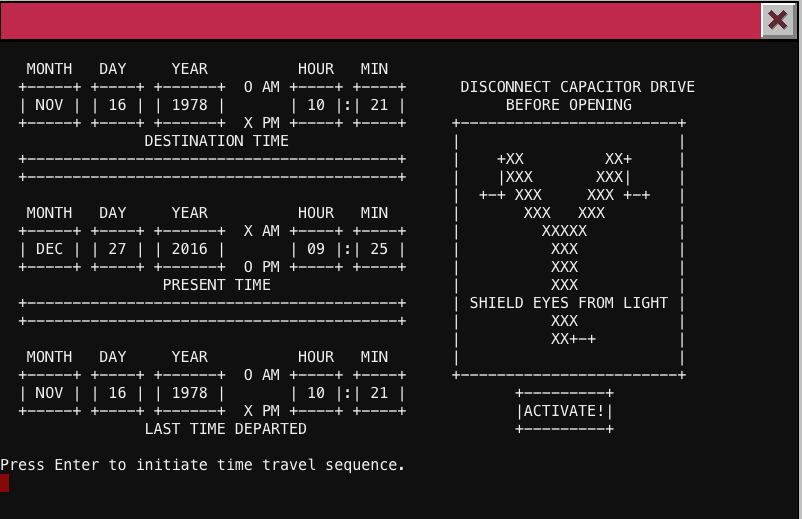 MONTH   DAY     YEAR          HOUR   MIN
+-----+ +----+ +------+  O AM +----+ +----+      DISCONNECT CAPACITOR DRIVE
| NOV | | 16 | | 1978 |       | 10 |:| 21 |           BEFORE OPENING
+-----+ +----+ +------+  X PM +----+ +----+     +------------------------+
DESTINATION TIME                  |                        |
+-----------------------------------------+     |    +XX         XX+     |
+-----------------------------------------+     |    |XXX       XXX|     |
|  +-+ XXX     XXX +-+   |
MONTH   DAY     YEAR          HOUR   MIN       |       XXX   XXX        |
+-----+ +----+ +------+  X AM +----+ +----+     |         XXXXX          |
| DEC | | 27 | | 2016 |       | 09 |:| 25 |     |          XXX           |
+-----+ +----+ +------+  O PM +----+ +----+     |          XXX           |
PRESENT TIME                    |          XXX           |
+-----------------------------------------+     | SHIELD EYES FROM LIGHT |
+-----------------------------------------+     |          XXX           |
|          XX+-+         |
MONTH   DAY     YEAR          HOUR   MIN       |                        |
+-----+ +----+ +------+  O AM +----+ +----+     +------------------------+
| NOV | | 16 | | 1978 |       | 10 |:| 21 |            +---------+
+-----+ +----+ +------+  X PM +----+ +----+            |ACTIVATE!|
LAST TIME DEPARTED                       +---------+
Press Enter to initiate time travel sequence.